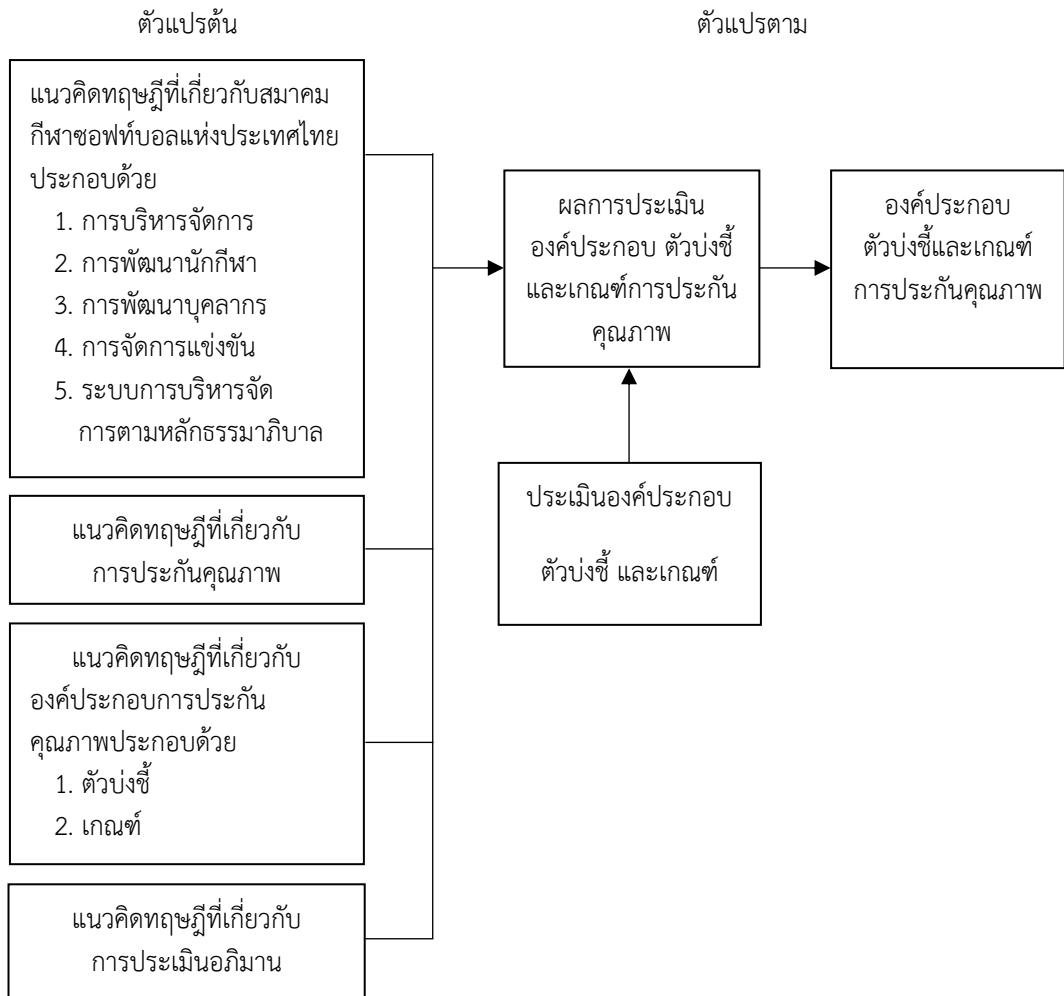 ตัวแปรต้น
ตัวแปรตาม
แนวคิดทฤษฎีที่เกี่ยวกับสมาคม
กีฬาซอฟท์บอลแห่งประเทศไทย
ประกอบด้วย
1. การบริหารจัดการ
2. การพัฒนานักกีฬา
3. การพัฒนาบุคลากร
4. การจัดการแข่งขัน
5. ระบบการบริหารจัด
การตามหลักธรรมาภิบาล
แนวคิดทฤษฎีที่เกี่ยวกับ
การประกันคุณภาพ
แนวคิดทฤษฎีที่เกี่ยวกับ
องค์ประกอบการประกัน
คุณภาพประกอบด้วย
1. ตัวบ่งชี้
2. เกณฑ์
แนวคิดทฤษฎีที่เกี่ยวกับ
การประเมินอภิมาน
ผลการประเมิน
องค์ประกอบ ตัวบ่งชี้
และเกณฑ์การประกัน
คุณภาพ
ประเมินองค์ประกอบ
ตัวบ่งชี้ และเกณฑ์
องค์ประกอบ
ตัวบ่งชี้และเกณฑ์
การประกันคุณภาพ